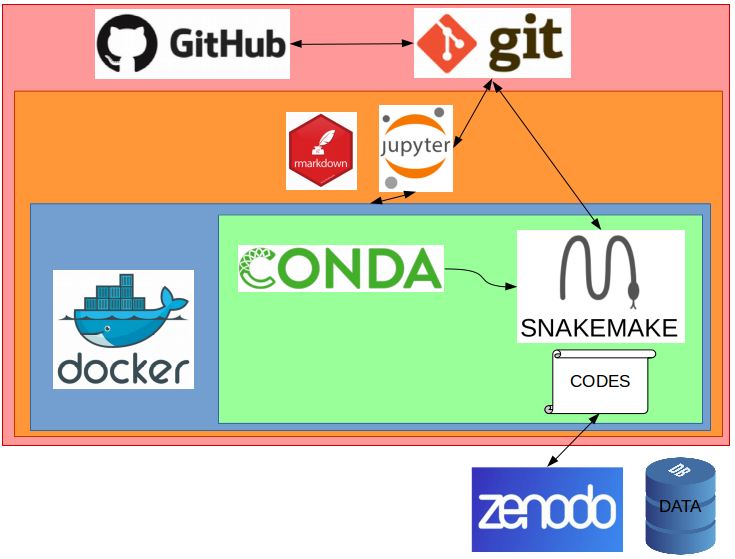 GitHub
git
rmarkdown
jupyter
CONDA
docker
SNAKEMAKE
CODES
zenodo
DB
DATA